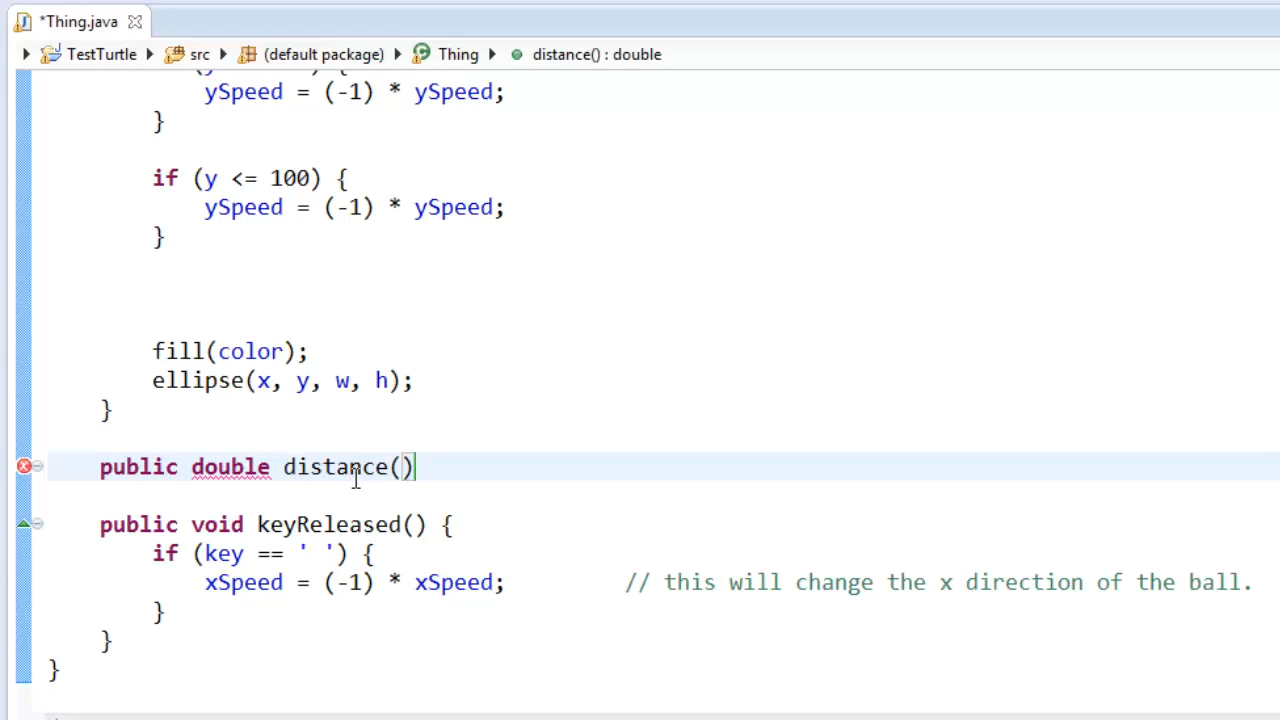 *Thing.java
TestTurtle src (default package) Thing distance() : double
ySpeed = (-1) * ySpeed;
}
if (y <= 100) {
ySpeed = (-1) * ySpeed;
}
fill(color);
ellipse(x, y, w, h);
}
public double distance()
public void keyReleased() {
if (key == ' ') {
xSpeed = (-1) * xSpeed; // this will change the x direction of the ball.
}
}
}